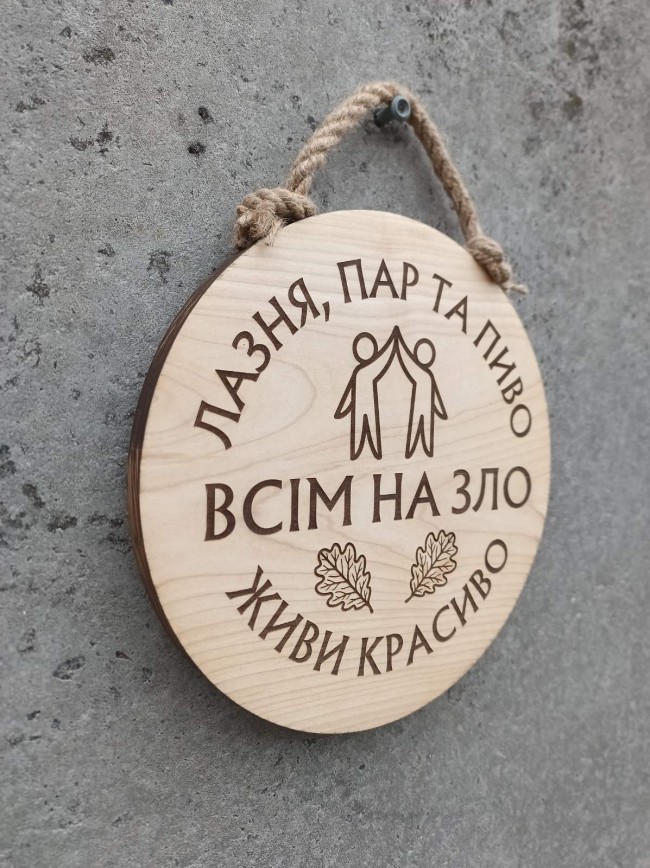 ЛАЗНЯ, ПАР ТА ПИВО
ВСІМ НА ЗЛО
ЖИВИ КРАСИВО